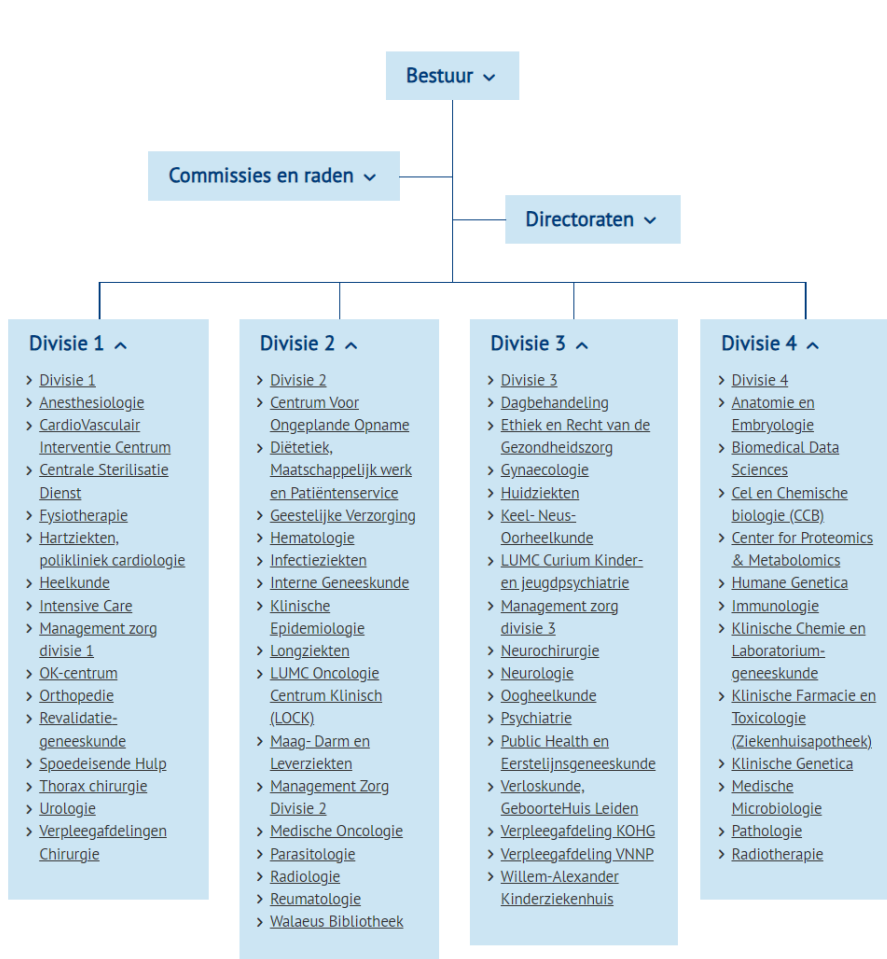 Bestuur
Commissies en raden
Directoraten
Divisie 1
Divisie 1
Anesthesiologie
CardioVasculair
Interventie Centrum
Centrale Sterilisatie
Dienst
Fysiotherapie
Hartziekten,
polikliniek cardiologie
Heelkunde
Intensive Care
Management zorg
divisie 1
OK-centrum
Orthopedie
Revalidatie-
geneeskunde
Spoedeisende Hulp
Thorax chirurgie
Urologie
Verpleegafdelingen
Chirurgie
Divisie 2
Divisie 2
Centrum Voor
Ongeplande Opname
Diëtetiek,
Maatschappelijk werk
en Patiëntenservice
Geestelijke Verzorging
Hematologie
Infectieziekten
Interne Geneeskunde
Klinische
Epidemiologie
Longziekten
LUMC Oncologie
Centrum Klinisch
(LOCK)
Maag- Darm en
Leverziekten
Management Zorg
Divisie 2
Medische Oncologie
Parasitologie
Radiologie
Reumatologie
Walaeus Bibliotheek
Divisie 3
Divisie 3
Dagbehandeling
Ethiek en Recht van de
Gezondheidszorg
Gynaecologie
Huidziekten
Keel- Neus-
Oorheelkunde
LUMC Curium Kinder-
en jeugdpsychiatrie
Management zorg
divisie 3
Neurochirurgie
Neurologie
Oogheelkunde
Psychiatrie
Public Health en
Eerstelijnsgeneeskunde
Verloskunde,
GeboorteHuis Leiden
Verpleegafdeling KOHG
Verpleegafdeling VNNP
Willem-Alexander
Kinderziekenhuis
Divisie 4
Divisie 4
Anatomie en
Embryologie
Biomedical Data
Sciences
Cel en Chemische
biologie (CCB)
Center for Proteomics
& Metabolomics
Humane Genetica
Immunologie
Klinische Chemie en
Laboratorium-
geneeskunde
Klinische Farmacie en
Toxicologie
(Ziekenhuisapotheek)
Klinische Genetica
Medische
Microbiologie
Pathologie
Radiotherapie